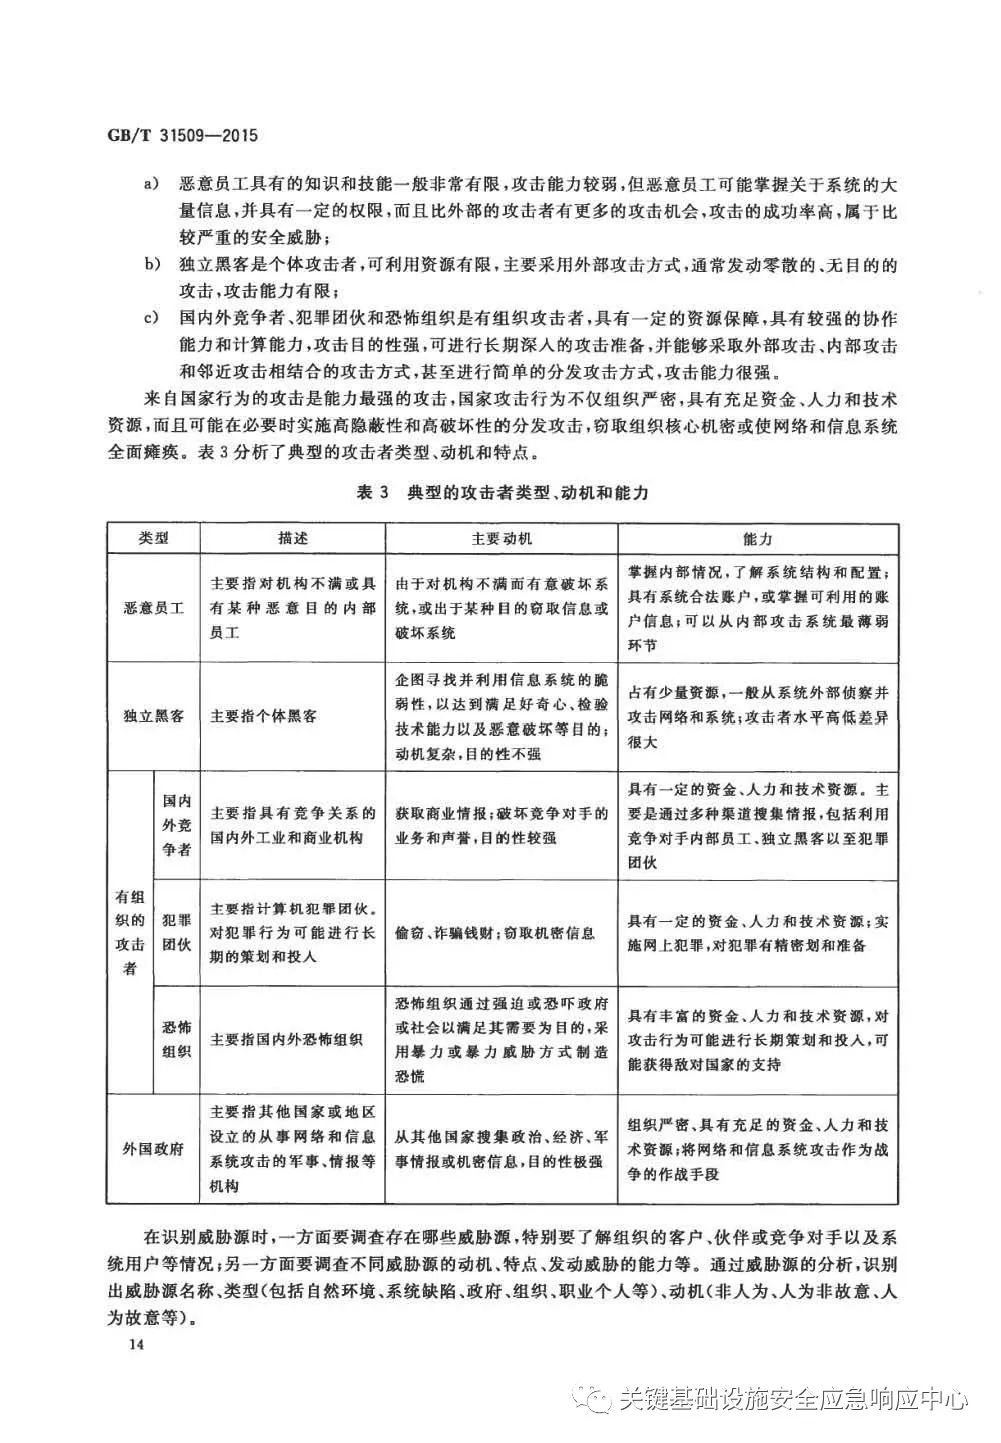 GB/T 31509—2015
a) 恶意员工具有的知识和技能一般非常有限,攻击能力较弱,但恶意员工可能掌握关于系统的大
量信息,并具有一定的权限,而且比外部的攻击者有更多的攻击机会,攻击的成功率高,属于比
较严重的安全威胁;
b) 独立黑客是个体攻击者,可利用资源有限,主要采用外部攻击方式,通常发动零散的、无目的的
攻击,攻击能力有限;
c) 国内外竞争者、犯罪团伙和恐怖组织是有组织攻击者,具有一定的资源保障,具有较强的协作
能力和计算能力,攻击目的性强,可进行长期深入的攻击准备,并能够采取外部攻击、内部攻击
和邻近攻击相结合的攻击方式,甚至进行简单的分发攻击方式,攻击能力很强。
来自国家行为的攻击是能力最强的攻击,国家攻击行为不仅组织严密,具有充足资金、人力和技术
资源,而且可能在必要时实施高隐蔽性和高破坏性的分发攻击,窃取组织核心机密或使网络和信息系统
全面瘫痪。表 3 分析了典型的攻击者类型、动机和特点。
表 3 典型的攻击者类型、动机和能力
类型 描述 主要动机 能力
恶意员工
主要指对机构不满或具
有某种恶意目的内部
员工
由于对机构不满而有意破坏系
统,或出于某种目的窃取信息或
破坏系统
掌握内部情况,了解系统结构和配置;
具有系统合法账户,或掌握可利用的账
户信息;可以从内部攻击系统最薄弱
环节
独立黑客
主要指个体黑客
企图寻找并利用信息系统的脆
弱性,以达到满足好奇心、检验
技术能力以及恶意破坏等目的;
动机复杂,目的性不强
占有少量资源,一般从系统外部侦察并
攻击网络和系统;攻击者水平高低差异
很大
有组
织的
攻击
者
国内
外竞
争者
主要指具有竞争关系的
国内外工业和商业机构
获取商业情报;破坏竞争对手的
业务和声誉,目的性较强
具有一定的资金、人力和技术资源。主
要是通过多种渠道搜集情报,包括利用
竞争对手内部员工、独立黑客以至犯罪
团伙
犯罪
团伙
主要指计算机犯罪团伙。
对犯罪行为可能进行长
期的策划和投入
偷窃、诈骗钱财;窃取机密信息
具有一定的资金、人力和技术资源;实
施网上犯罪,对犯罪有精密划和准备
恐怖
组织
主要指国内外恐怖组织
恐怖组织通过强迫或恐吓政府
或社会以满足其需要为目的,采
用暴力或暴力威胁方式制造
恐慌
具有丰富的资金、人力和技术资源,对
攻击行为可能进行长期策划和投入,可
能获得敌对国家的支持
外国政府
主要指其他国家或地区
设立的从事网络和信息
系统攻击的军事、情报等
机构
从其他国家搜集政治、经济、军
事情报或机密信息,目的性极强
组织严密、具有充足的资金、人力和技
术资源;将网络和信息系统攻击作为战
争的作战手段
在识别威胁源时,一方面要调查存在哪些威胁源,特别要了解组织的客户、伙伴或竞争对手以及系
统用户等情况;另一方面要调查不同威胁源的动机、特点、发动威胁的能力等。通过威胁源的分析,识别
出威胁源名称、类型(包括自然环境、系统缺陷、政府、组织、职业个人等)、动机(非人为、人为非故意、人
为故意等)。
14
关键基础设施安全应急响应中心